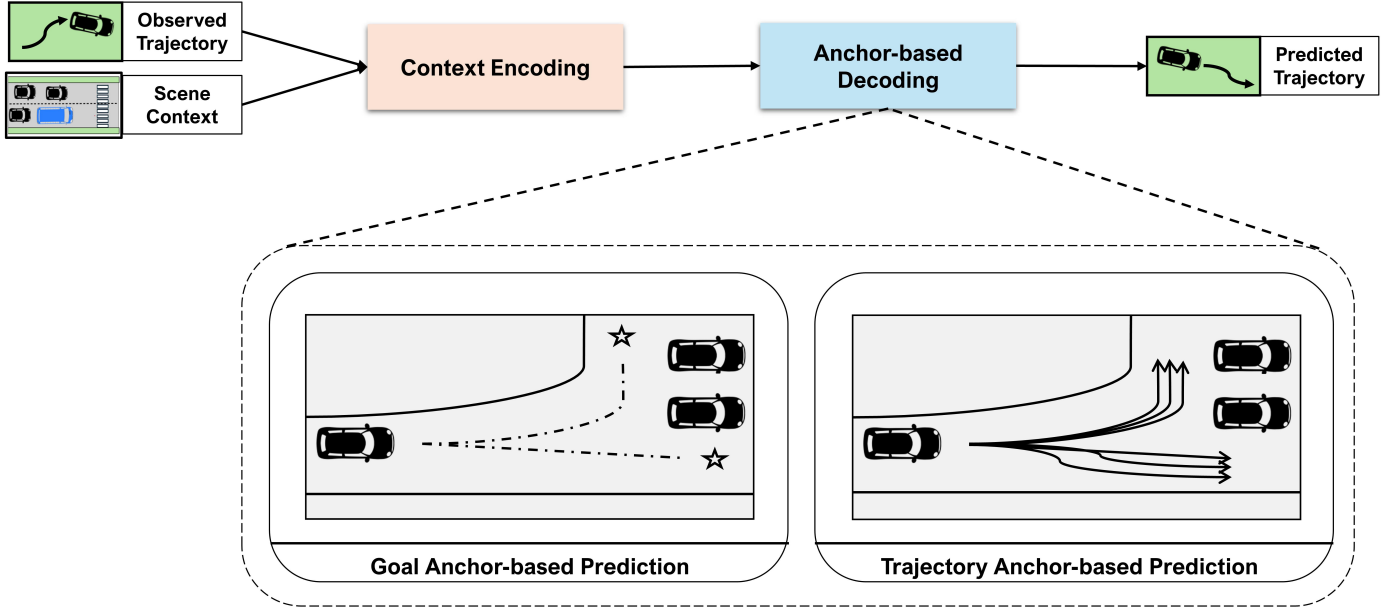 Observed
Trajectory
Scene
Context
Context Encoding
Anchor-based
Decoding
Predicted
Trajectory
Goal Anchor-based Prediction
Trajectory Anchor-based Prediction